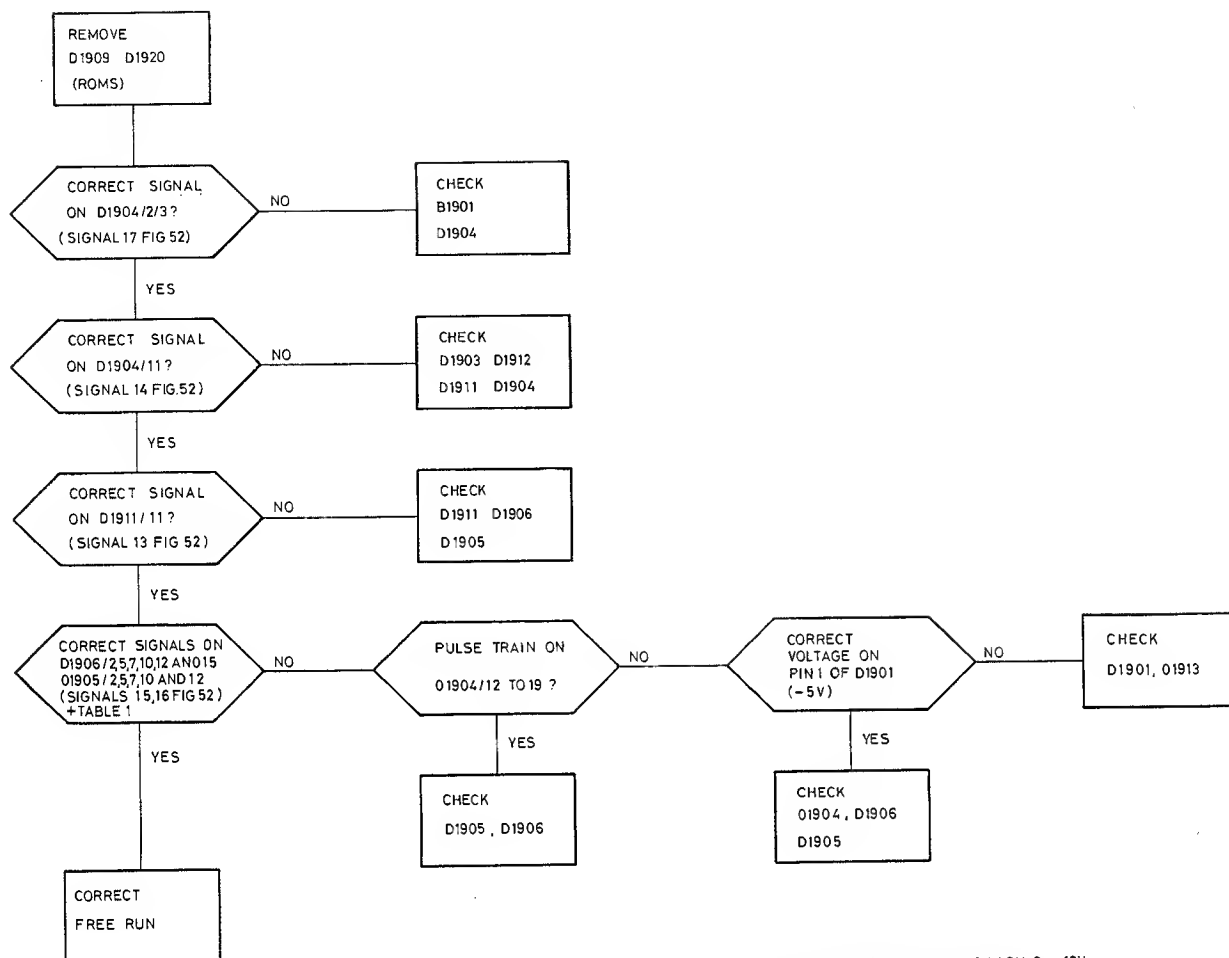 REMOVE
D1909 D1920
(ROMS)
CORRECT SIGNAL
ON D1904/2/3?
(SIGNAL 17 FIG 52)
NO
CHECK
B1901
D1904
YES
CORRECT SIGNAL
ON D1904/11?
(SIGNAL 14 FIG.52)
NO
CHECK
D1903 D1912
D1911 D1904
YES
CORRECT SIGNAL
ON D1911/11?
(SIGNAL 13 FIG 52)
NO
CHECK
D1911 D1906
D1905
YES
CORRECT SIGNALS ON
D1906/2,5,7,10,12 AN015
01905/2,5,7,10 AND12
(SIGNALS 15,16 FIG 52)
+TABLE 1
NO
PULSE TRAIN ON
01904/12 TO 19?
NO
CORRECT
VOLTAGE ON
PIN 1 OF D1901
(-5V)
NO
CHECK
D1901, 01913
YES
YES
YES
CHECK
D1905, D1906
CHECK
01904, D1906
D1905
CORRECT
FREE RUN